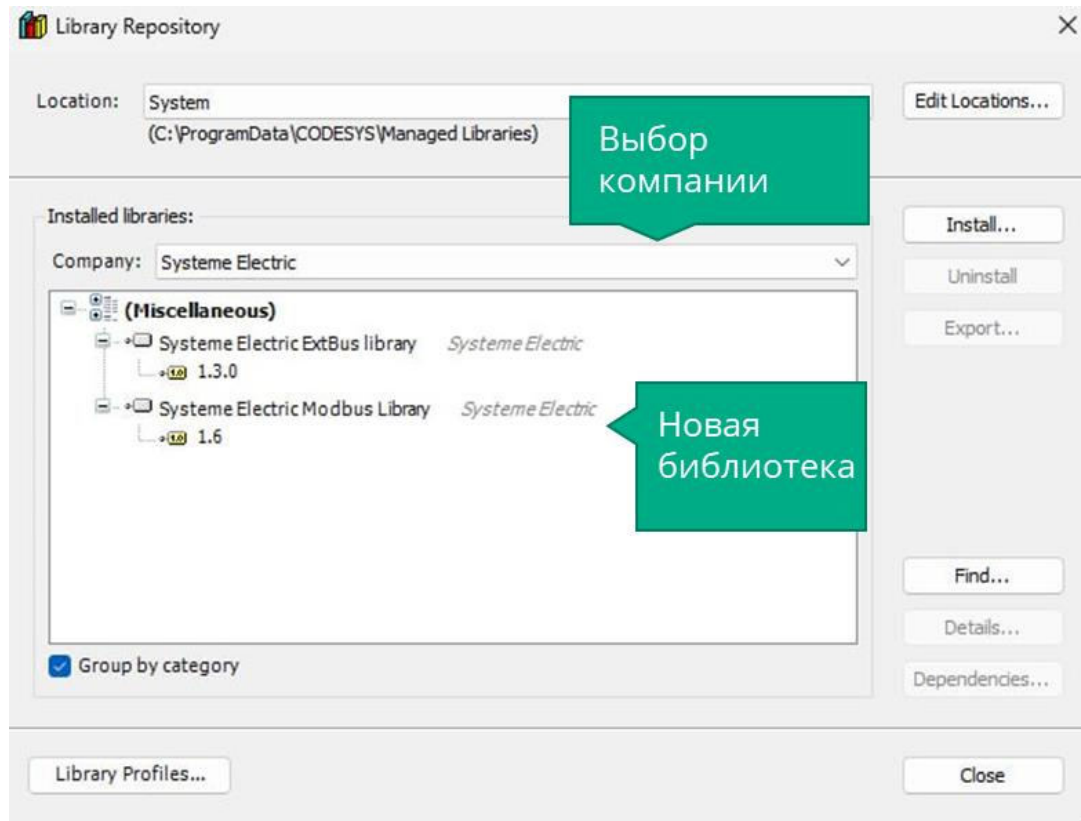 Library Repository
Location: System
Edit Locations...
(C:\ProgramData\CODESYS\Managed Libraries)
Выбор
компании
Installed libraries:
Install...
Company: Systeme Electric
Uninstall
(Miscellaneous)
Export...
Systeme Electric ExtBus library Systeme Electric
1.3.0
Systeme Electric Modbus Library Systeme Electric
1.6
Новая
библиотека
Find...
Details...
Group by category
Dependencies...
Library Profiles...
Close